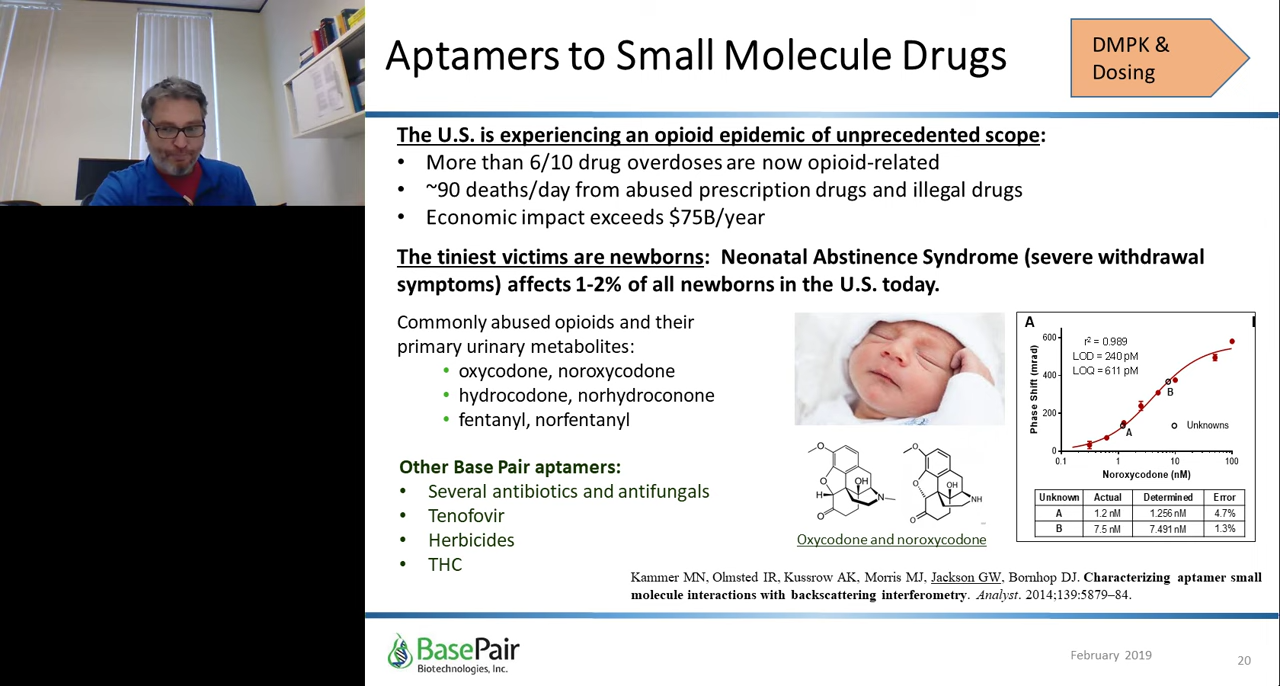 Aptamers to Small Molecule Drugs
DMPK &
Dosing
The U.S. is experiencing an opioid epidemic of unprecedented scope:
• More than 6/10 drug overdoses are now opioid-related
• ~90 deaths/day from abused prescription drugs and illegal drugs
• Economic impact exceeds $75B/year
The tiniest victims are newborns: Neonatal Abstinence Syndrome (severe withdrawal
symptoms) affects 1-2% of all newborns in the U.S. today.
Commonly abused opioids and their
primary urinary metabolites:
• oxycodone, noroxycodone
• hydrocodone, norhydroconone
• fentanyl, norfentanyl
Other Base Pair aptamers:
• Several antibiotics and antifungals
• Tenofovir
• Herbicides
• THC
O
O
OH
H
N
O
O
O
OH
NH
O
Oxycodone and noroxycodone
A
r² = 0.989
LOD = 240 pM
LOQ = 611 pM
Phase Shift (mrad)
600
400
200
0
B
A
Unknowns
0.1 1 10 100
Noroxycodone (nM)
Unknown Actual Determined Error
A 1.2 nM 1.256 nM 4.7%
B 7.5 nM 7.491 nM 1.3%
Kammer MN, Olmsted IR, Kussrow AK, Morris MJ, Jackson GW, Bornhop DJ. Characterizing aptamer small
molecule interactions with backscattering interferometry. Analyst. 2014;139:5879–84.
BasePair
Biotechnologies, Inc.
February 2019
20